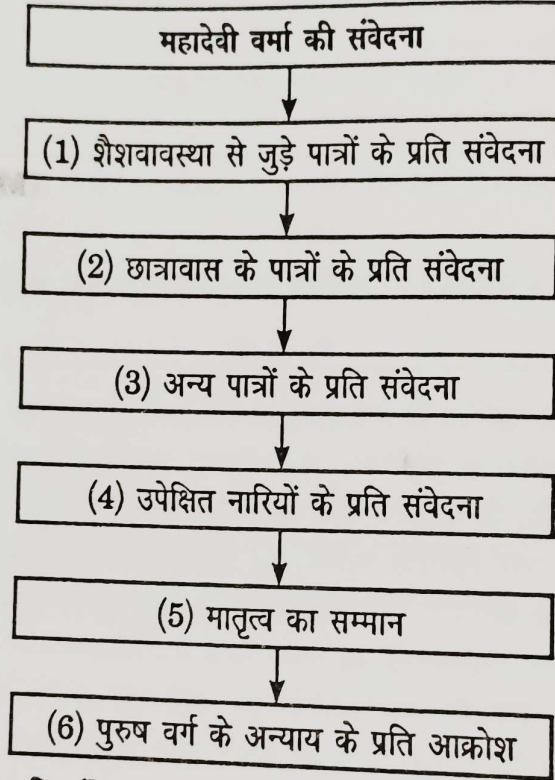 महादेवी वर्मा की संवेदना
(1) शैशवावस्था से जुड़े पात्रों के प्रति संवेदना
(2) छात्रावास के पात्रों के प्रति संवेदना
(3) अन्य पात्रों के प्रति संवेदना
(4) उपेक्षित नारियों के प्रति संवेदना
(5) मातृत्व का सम्मान
(6) पुरुष वर्ग के अन्याय के प्रति आक्रोश